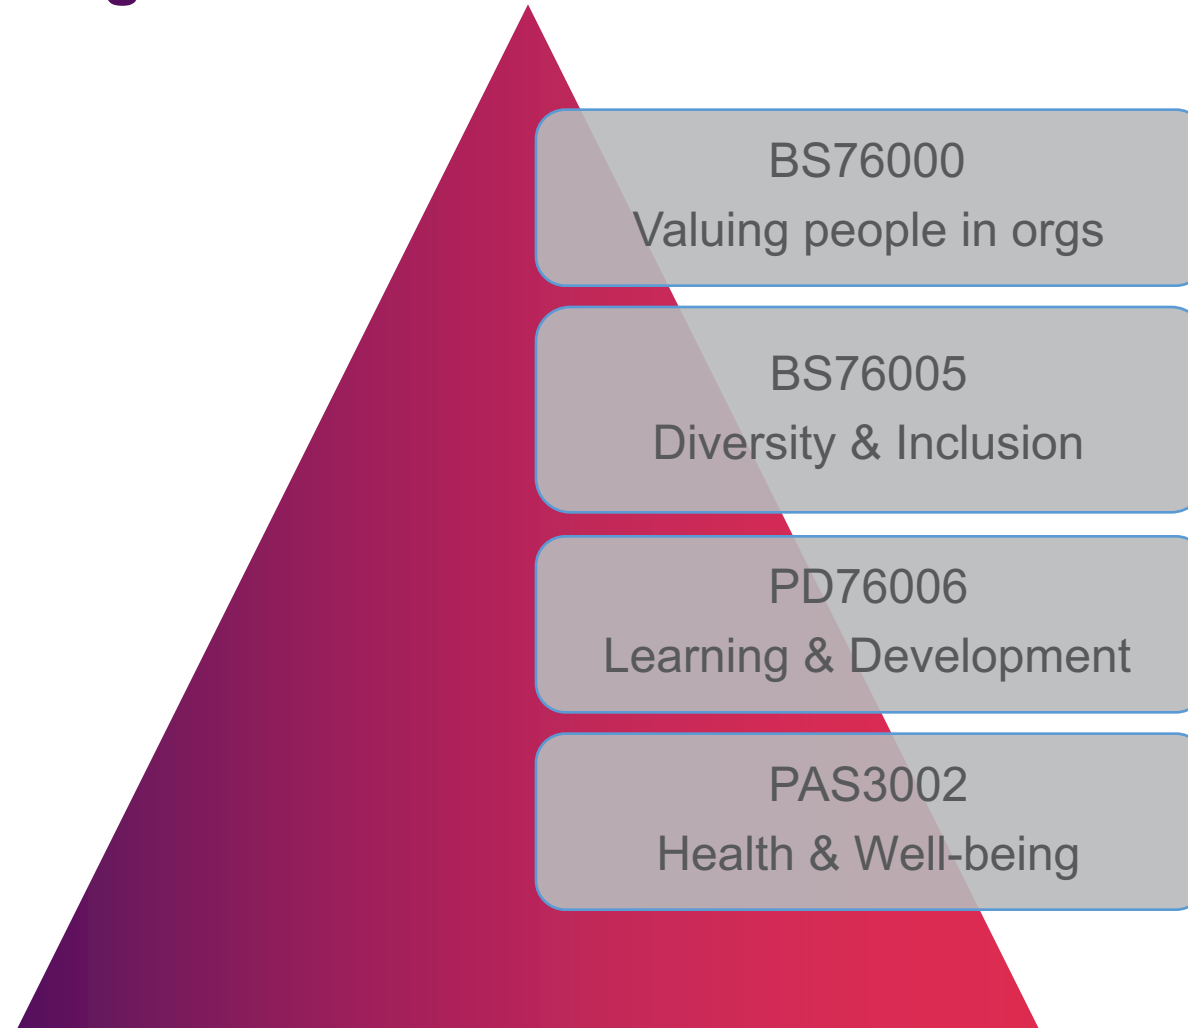 BS76000
Valuing people in orgs
BS76005
Diversity & Inclusion
PD76006
Learning & Development
PAS3002
Health & Well-being